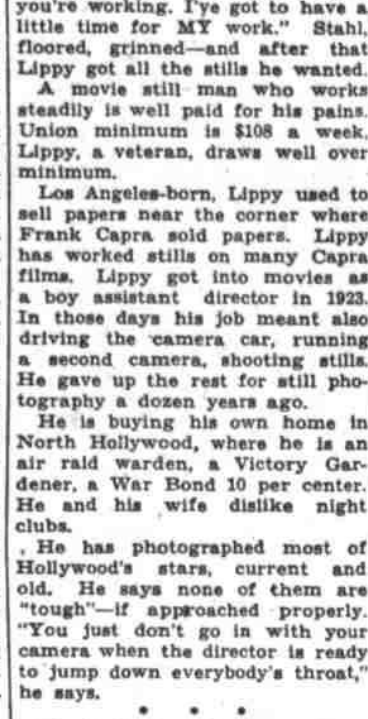 you're working. I've got to have a
little time for MY work." Stahl,
floored, grinned—and after that
Lippy got all the stills he wanted.
A movie still man who works
steadily is well paid for his pains.
Union minimum is $108 a week.
Lippy, a veteran, draws well over
minimum.
Los Angeles-born, Lippy used to
sell papers near the corner where
Frank Capra sold papers. Lippy
has worked stills on many Capra
films. Lippy got into movies as
a boy assistant director in 1923.
In those days his job meant also
driving the camera car, running
a second camera, shooting stills.
He gave up the rest for still pho-
tography a dozen years ago.
He is buying his own home in
North Hollywood, where he is an
air raid warden, a Victory Gar-
dener, a War Bond 10 per center.
He and his wife dislike night
clubs.
He has photographed most of
Hollywood's stars, current and
old. He says none of them are
"tough"—if approached properly.
"You just don't go in with your
camera when the director is ready
to jump down everybody's throat,"
he says.
* * *